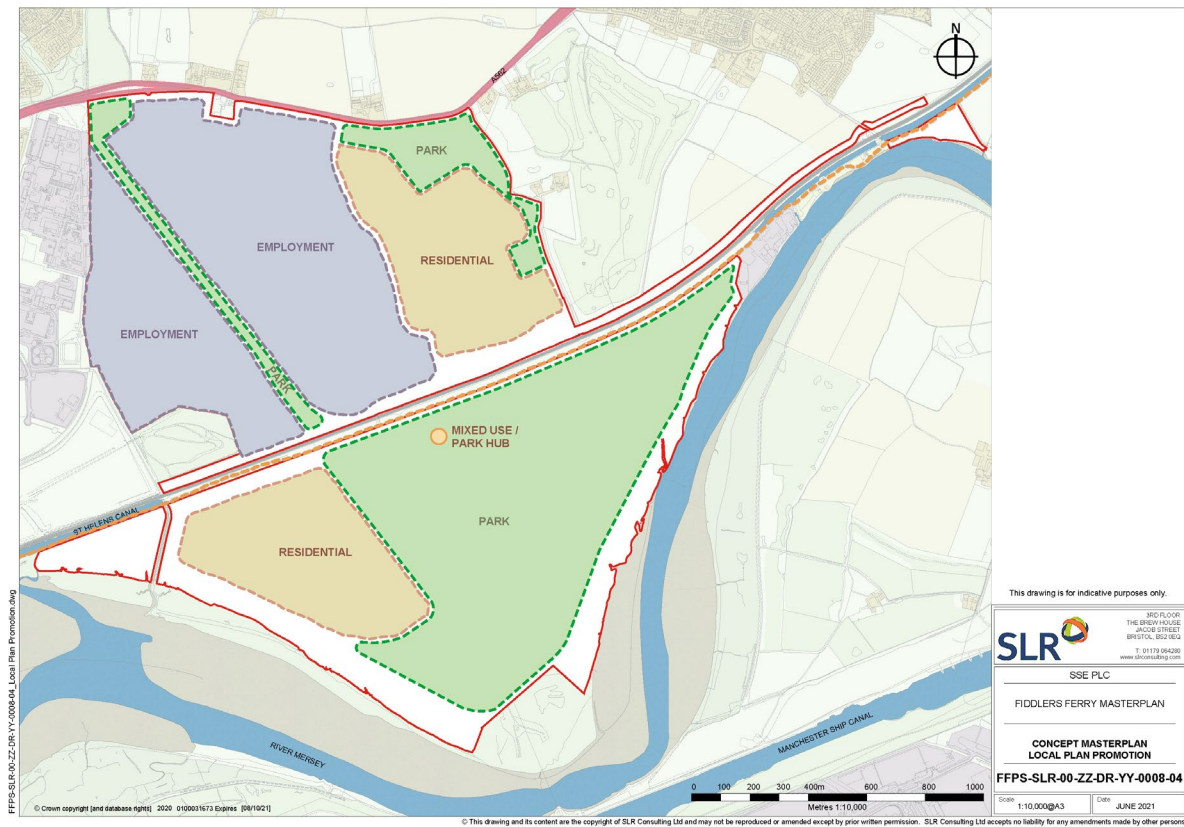 N
A562
PARK
EMPLOYMENT
RESIDENTIAL
EMPLOYMENT
PARK
MIXED USE /
PARK HUB
PARK
ST HELENS CANAL
RESIDENTIAL
RIVER MERSEY
MANCHESTER SHIP CANAL
0 100 200 300 400m 600 800 1000
Metres 1:10,000
© Crown copyright [and database rights] 2020 0100031673 Expires [08/10/21]
FFPS-SLR-00-ZZ-DR-YY-0008-04_Local Plan Promotion.dwg
This drawing is for indicative purposes only.
SLR
3RD FLOOR
THE BREW HOUSE
JACOB STREET
BRISTOL, BS2 0EQ
T: 01179 064280
www.slrconsulting.com
SSE PLC
FIDDLERS FERRY MASTERPLAN
CONCEPT MASTERPLAN
LOCAL PLAN PROMOTION
FFPS-SLR-00-ZZ-DR-YY-0008-04
Scale
1:10,000@A3
Date
JUNE 2021
© This drawing and its content are the copyright of SLR Consulting Ltd and may not be reproduced or amended except by prior written permission. SLR Consulting Ltd accepts no liability for any amendments made by other persons